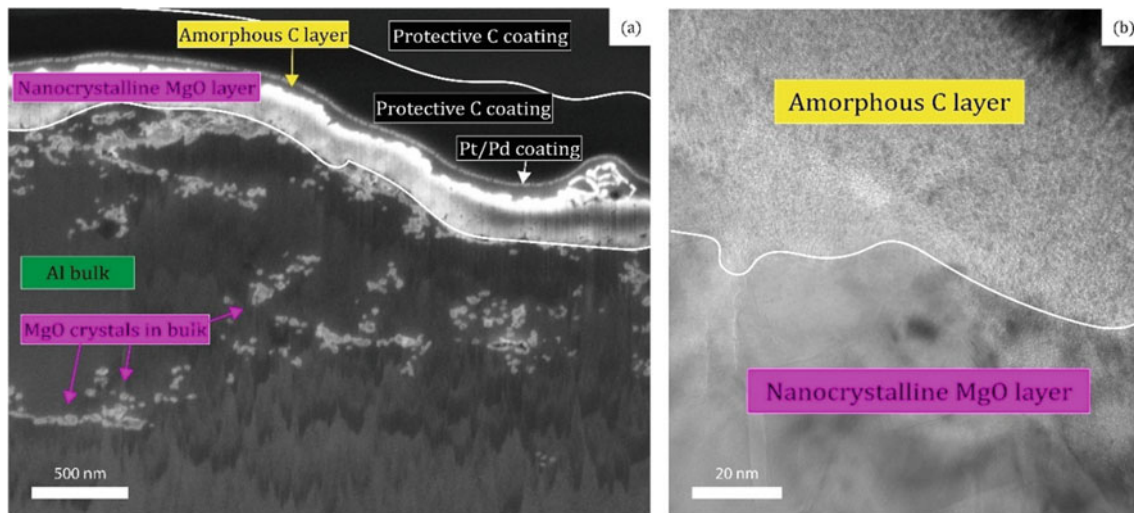 (a)
Amorphous C layer
Protective C coating
Nanocrystalline MgO layer
Protective C coating
Pt/Pd coating
Al bulk
MgO crystals in bulk
500 nm
(b)
Amorphous C layer
Nanocrystalline MgO layer
20 nm